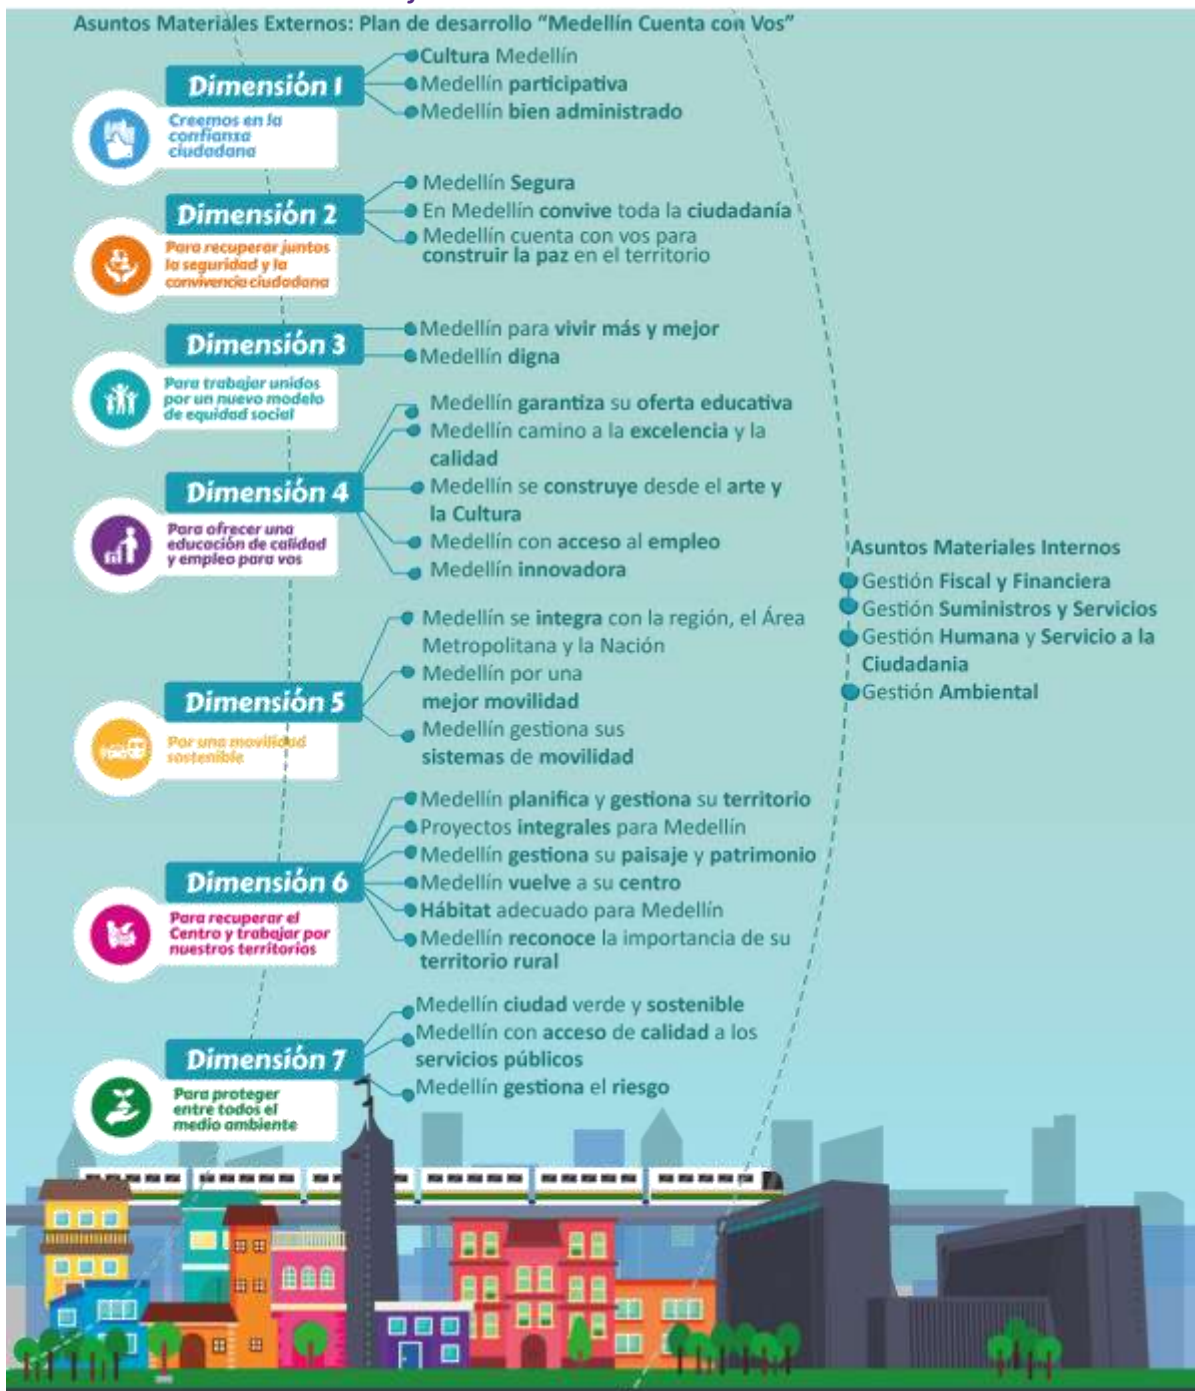 Asuntos Materiales Externos: Plan de desarrollo “Medellín Cuenta con Vos”
Dimensión 1
Creemos en la
confianza
ciudadana
Cultura Medellín
Medellín participativa
Medellín bien administrado
Dimensión 2
Para recuperar juntos
la seguridad y la
convivencia ciudadana
Medellín Segura
En Medellín convive toda la ciudadanía
Medellín cuenta con vos para
construir la paz en el territorio
Dimensión 3
Para trabajar unidos
por un nuevo modelo
de equidad social
Medellín para vivir más y mejor
Medellín digna
Dimensión 4
Para ofrecer una
educación de calidad
y empleo para vos
Medellín garantiza su oferta educativa
Medellín camino a la excelencia y la
calidad
Medellín se construye desde el arte y
la Cultura
Medellín con acceso al empleo
Medellín innovadora
Dimensión 5
Por una movilidad
sostenible
Medellín se integra con la región, el Área
Metropolitana y la Nación
Medellín por una
mejor movilidad
Medellín gestiona sus
sistemas de movilidad
Dimensión 6
Para recuperar el
Centro y trabajar por
nuestros territorios
Medellín planifica y gestiona su territorio
Proyectos integrales para Medellín
Medellín gestiona su paisaje y patrimonio
Medellín vuelve a su centro
Hábitat adecuado para Medellín
Medellín reconoce la importancia de su
territorio rural
Dimensión 7
Para proteger
entre todos el
medio ambiente
Medellín ciudad verde y sostenible
Medellín con acceso de calidad a los
servicios públicos
Medellín gestiona el riesgo
Asuntos Materiales Internos
Gestión Fiscal y Financiera
Gestión Suministros y Servicios
Gestión Humana y Servicio a la
Ciudadania
Gestión Ambiental